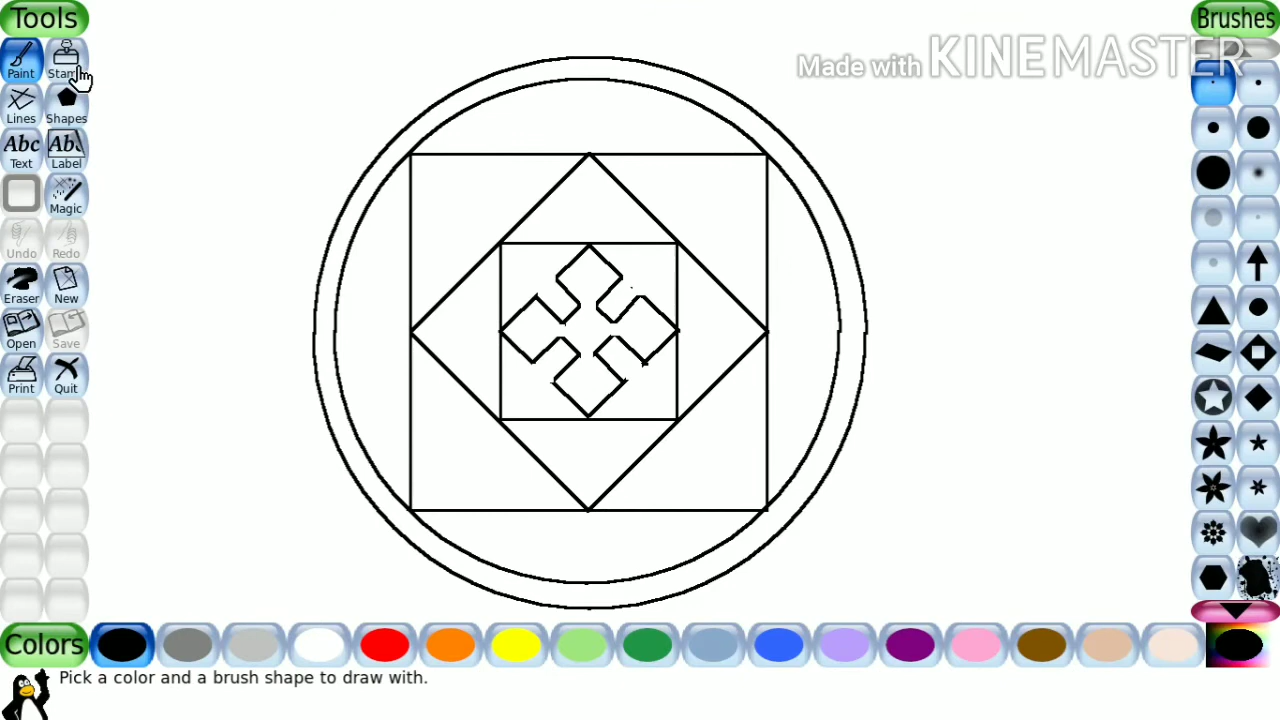 Tools
Brushes
Made with KINEMASTER
Paint
Stamp
Lines
Shapes
Abc
Abc
Text
Label
Magic
Undo
Redo
Eraser
New
Open
Save
Print
Quit
Colors
Pick a color and a brush shape to draw with.